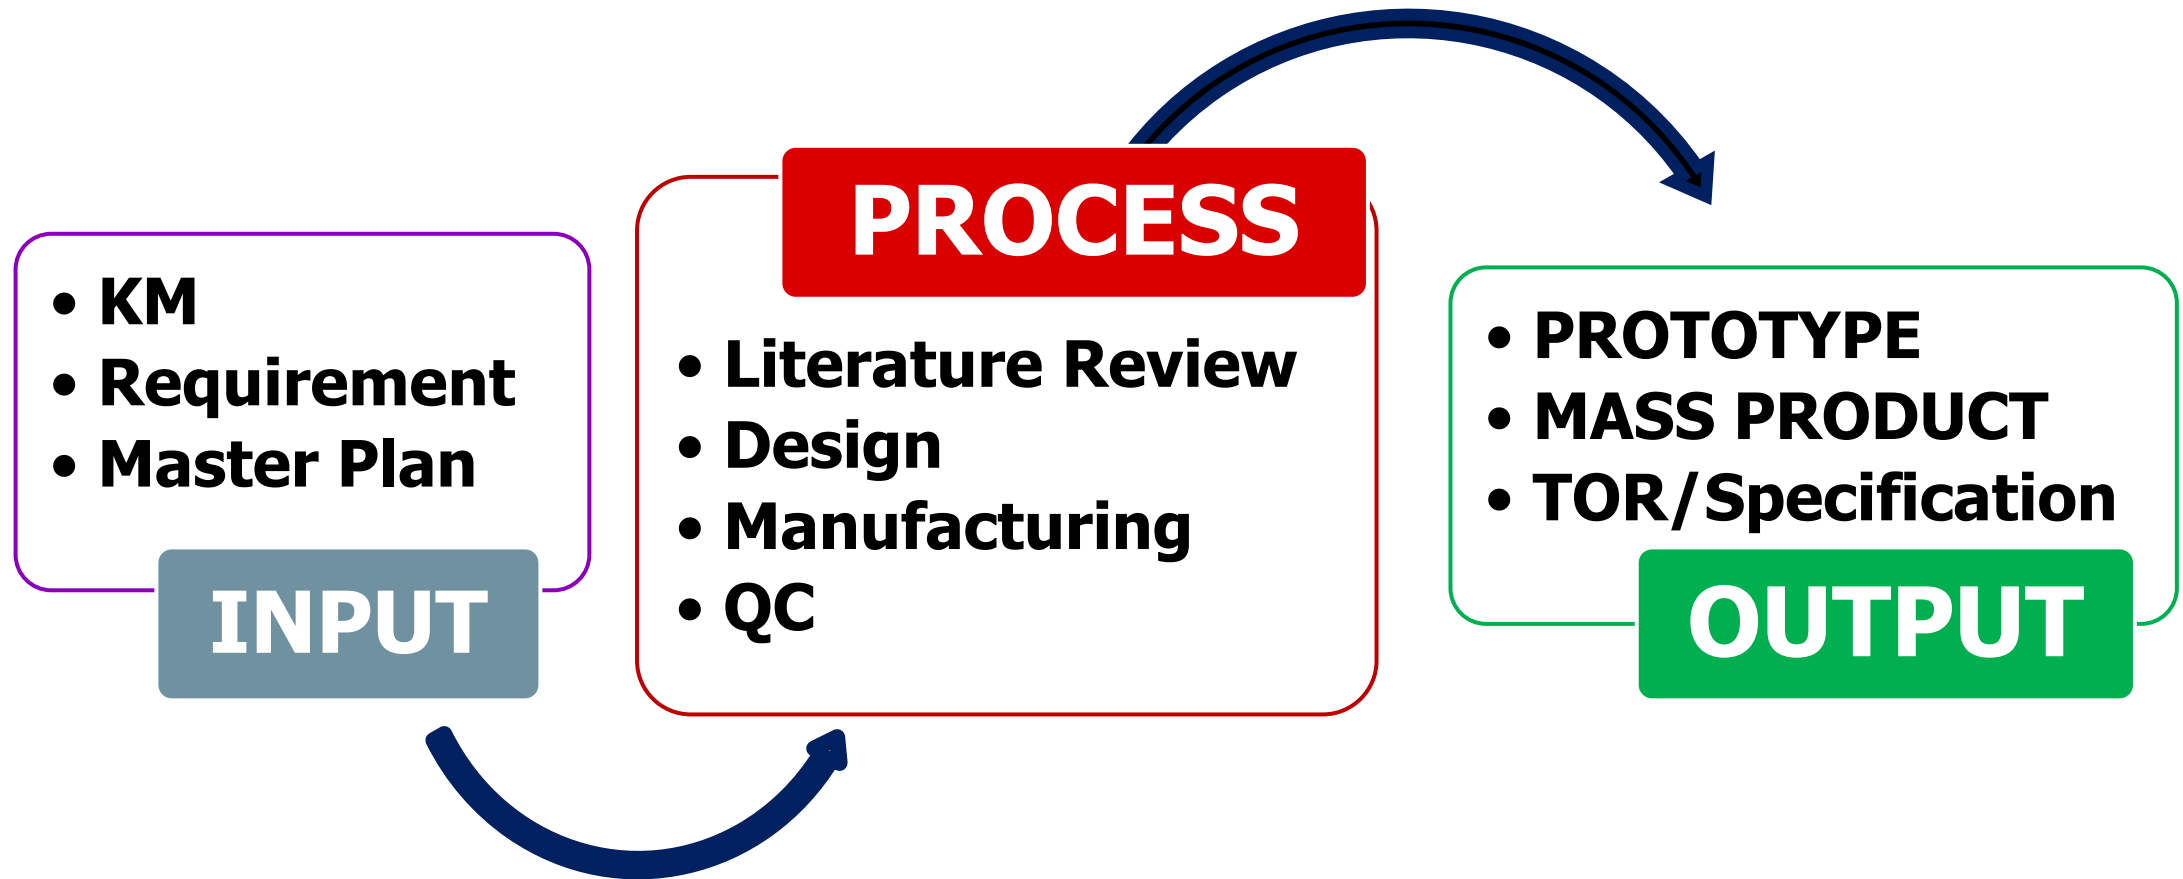 • KM
• Requirement
• Master Plan
INPUT
PROCESS
• Literature Review
• Design
• Manufacturing
• QC
• PROTOTYPE
• MASS PRODUCT
• TOR/Specification
OUTPUT